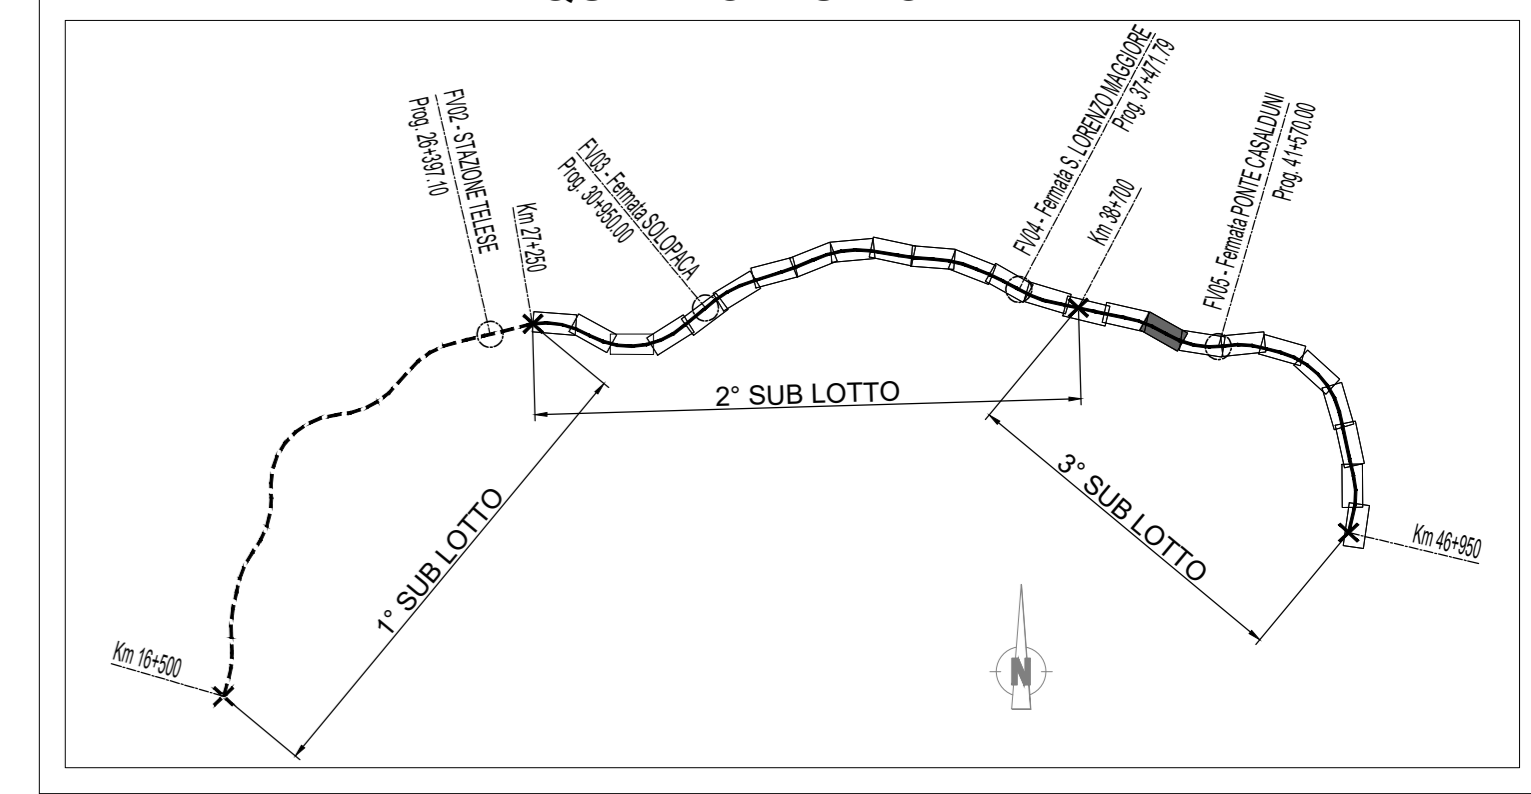 FV02 - STAZIONE TELESE
Prog. 26+397.10
Km 27+250
FV03 - Fermata SOLOPACA
Prog. 30+950.00
FV04 - Fermata S. LORENZO MAGGIORE
Prog. 37+471.79
Km 38+700
FV05 - Fermata PONTE CASALDUNI
Prog. 41+570.00
2° SUB LOTTO
1° SUB LOTTO
3° SUB LOTTO
Km 46+950
Km 16+500
N